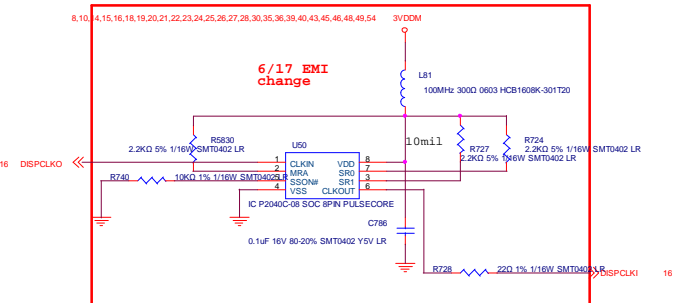 8,10,14,15,16,18,19,20,21,22,23,24,25,26,27,28,30,35,36,39,40,43,46,48,49,54 3VDDM
6/17 EMI
change
L81
100MHz 300Ω 0603 HCB1608K-301T20
R5830
2.2KΩ 5% 1/16W SMT0402 LR
U50
10mil
R727
2.2KΩ 5% 1/16W SMT0402 LR
R724
2.2KΩ 5% 1/16W SMT0402 LR
16 DISPCLKO
1 CLKIN VDD 8
2 MRA SR0 7
3 SSON# SR1 3
4 VSS CLKOUT 6
R740
10KΩ 1% 1/16W SMT0402 LR
IC P2040C-08 SOC 8PIN PULSECORE
C786
0.1uF 16V 80-20% SMT0402 Y5V LR
R728
22Ω 1% 1/16W SMT0402 LR
DISPCLKI 16